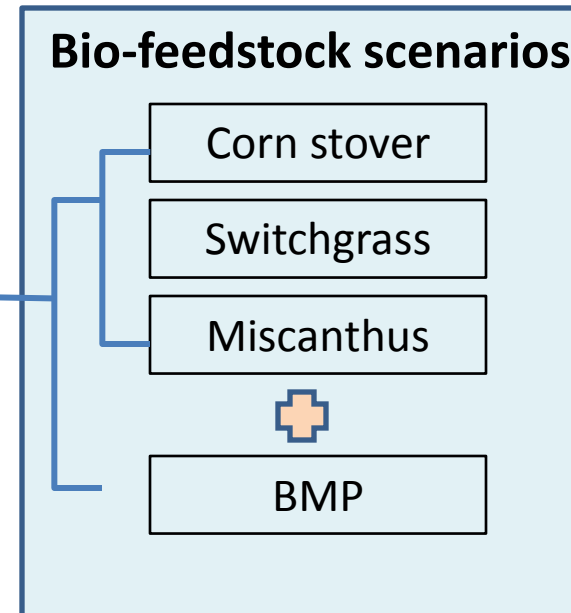 Bio-feedstock scenarios
Corn stover
Switchgrass
Miscanthus
BMP